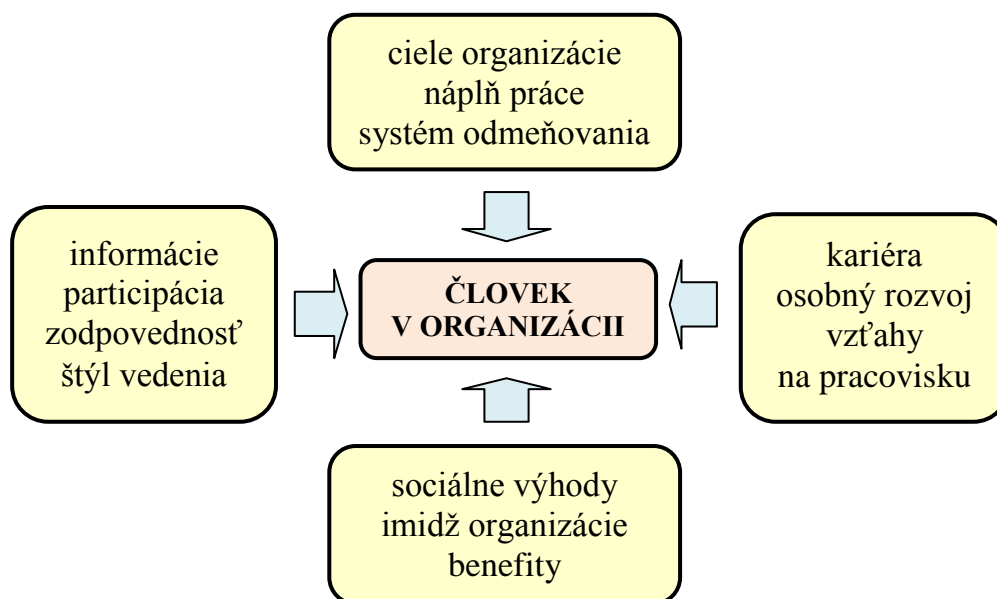 ciele organizácie
náplň práce
systém odmeňovania
informácie
participácia
zodpovednosť
štýl vedenia
ČLOVEK
V ORGANIZÁCII
kariéra
osobný rozvoj
vzťahy
na pracovisku
sociálne výhody
imidž organizácie
benefity